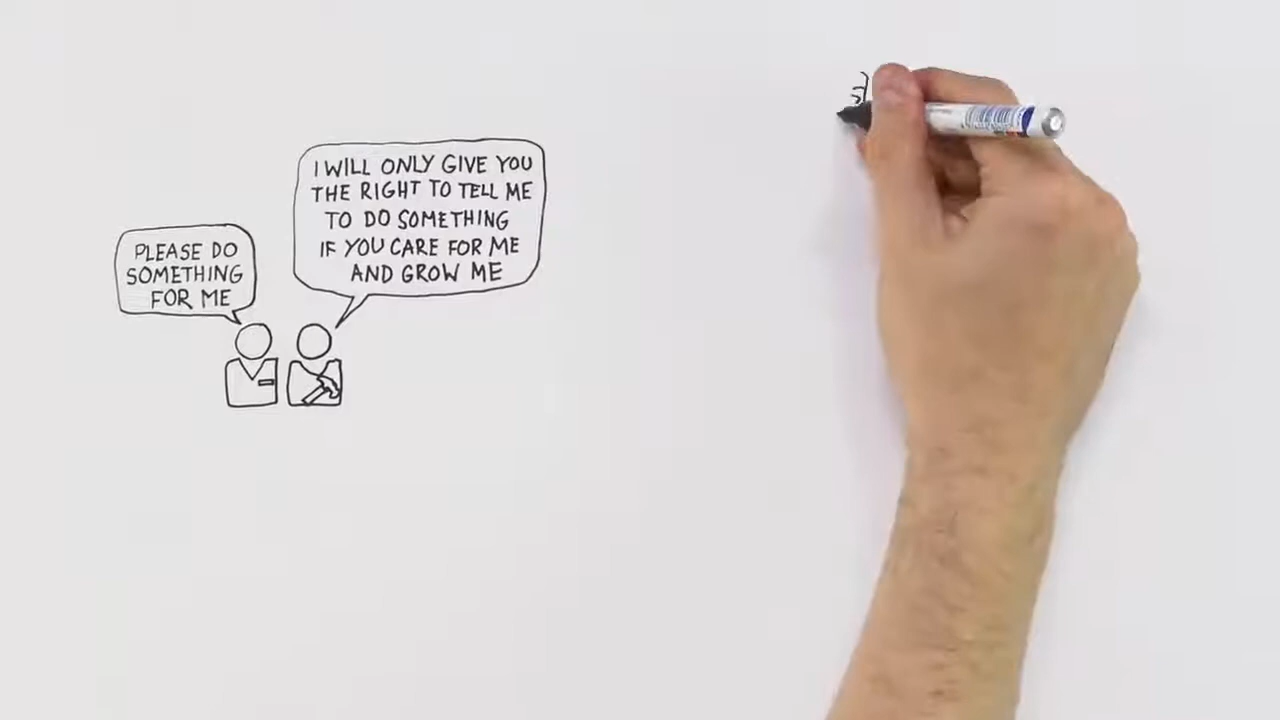 PLEASE DO
SOMETHING
FOR ME
I WILL ONLY GIVE YOU
THE RIGHT TO TELL ME
TO DO SOMETHING
IF YOU CARE FOR ME
AND GROW ME